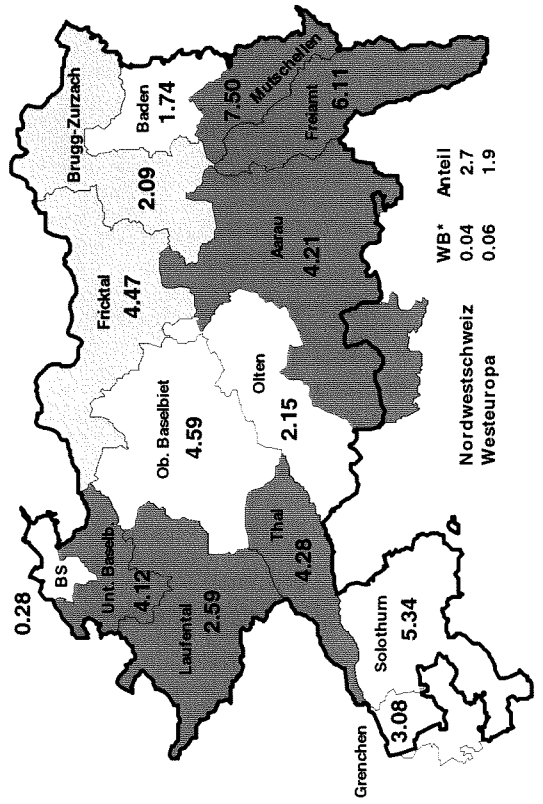 0.28
BS
Unt. Baselb.
4.12
Laufental
2.59
Thal
4.28
Grenchen
3.08
Solothurn
5.34
Ob. Baselbiet
4.59
Olten
2.15
Fricktal
4.47
Brugg-Zurzach
2.09
Baden
1.74
7.50
Mutschellen
Freiamt
6.11
Aarau
4.21
WB* Anteil
Nordwestschweiz 0.04 2.7
Westeuropa 0.06 1.9